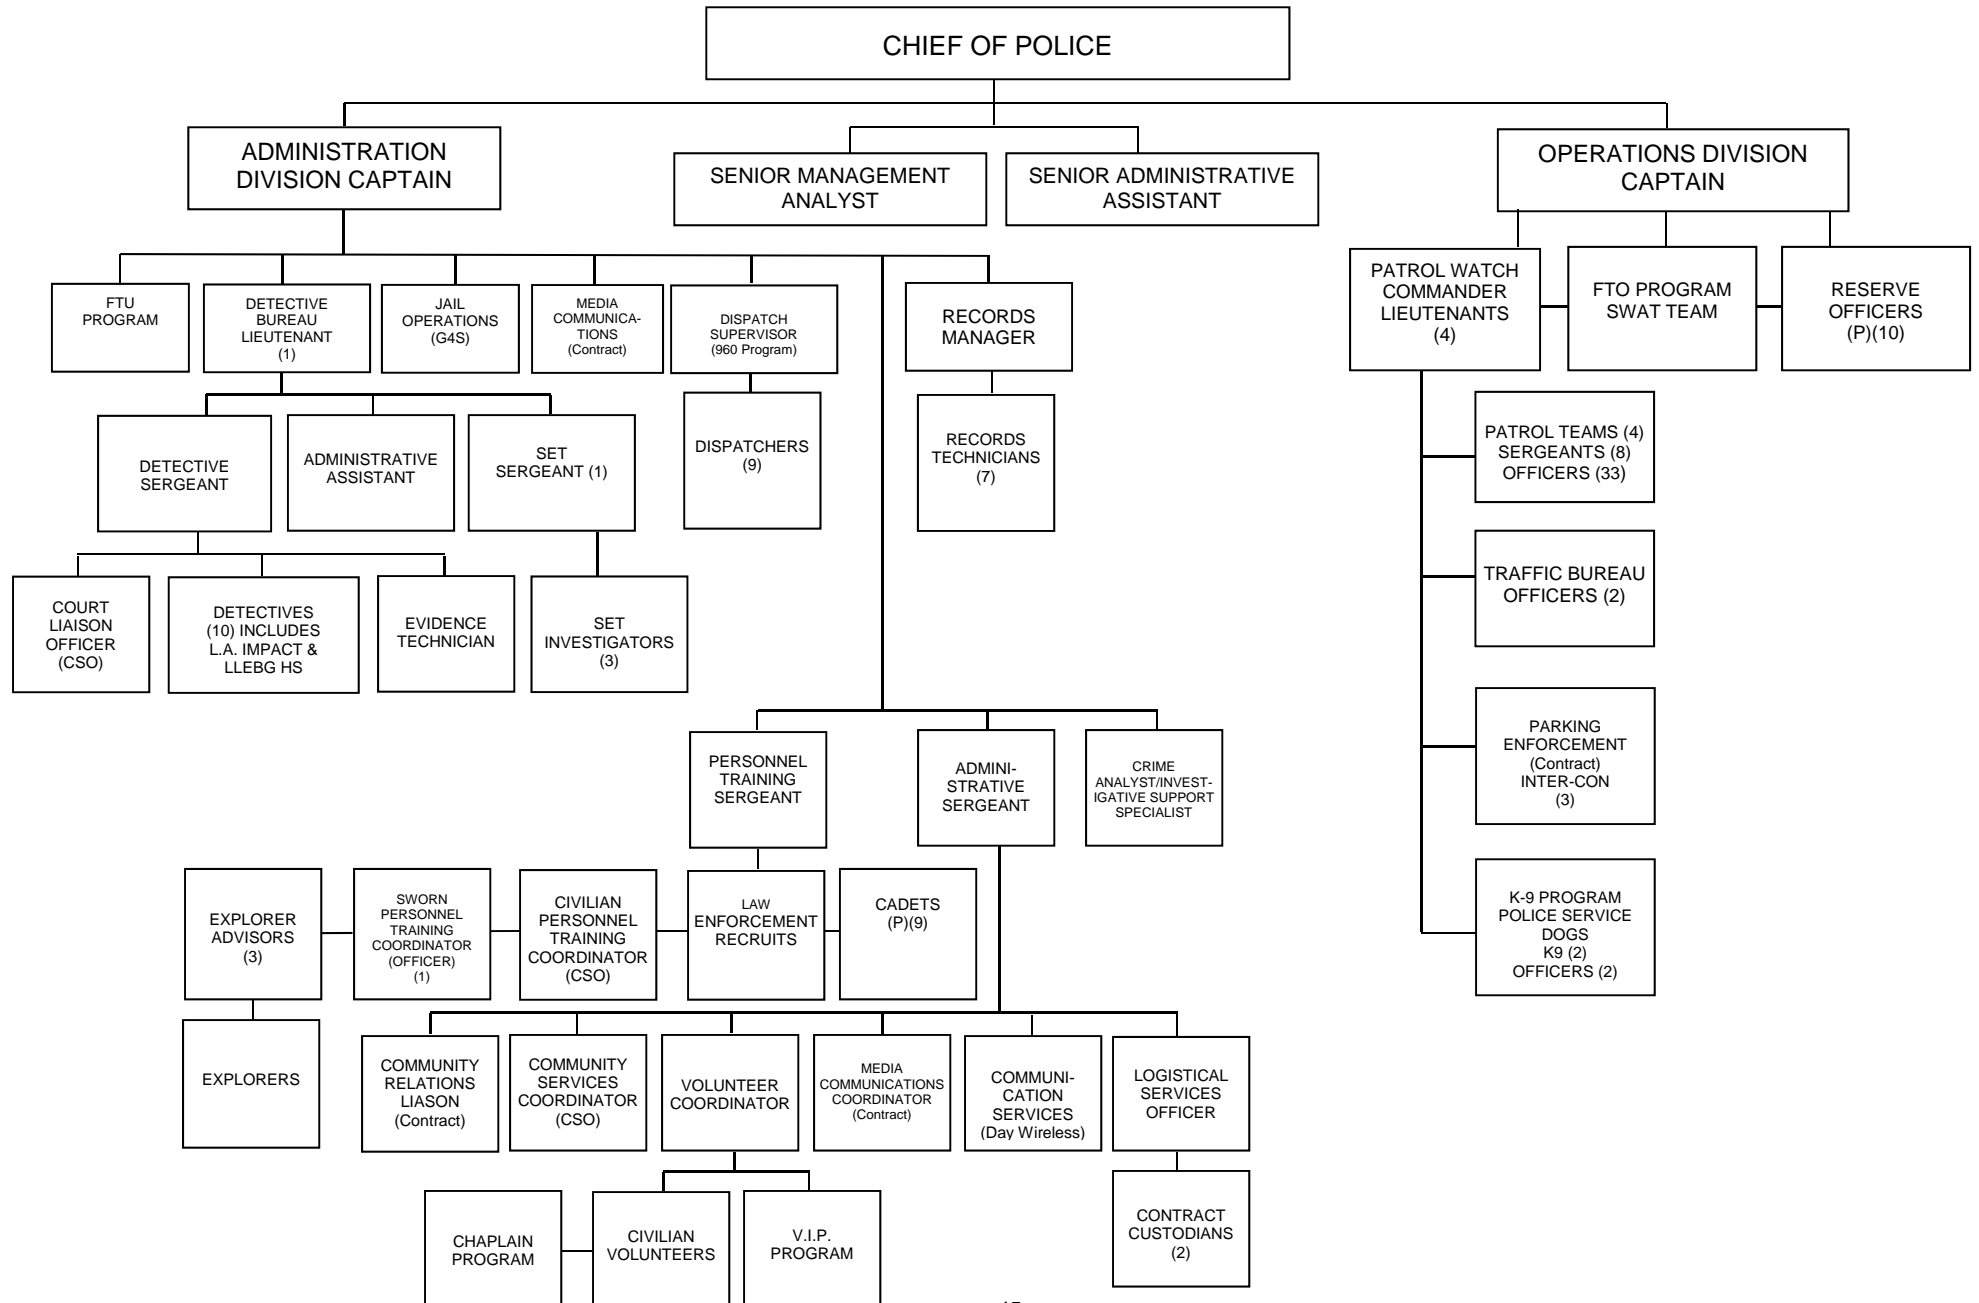 CHIEF OF POLICE
ADMINISTRATION
DIVISION CAPTAIN
SENIOR MANAGEMENT
ANALYST
SENIOR ADMINISTRATIVE
ASSISTANT
OPERATIONS DIVISION
CAPTAIN
FTU
PROGRAM
DETECTIVE
BUREAU
LIEUTENANT
(1)
JAIL
OPERATIONS
(G4S)
MEDIA
COMMUNICA-
TIONS
(Contract)
DISPATCH
SUPERVISOR
(960 Program)
RECORDS
MANAGER
PATROL WATCH
COMMANDER
LIEUTENANTS
(4)
FTO PROGRAM
SWAT TEAM
RESERVE
OFFICERS
(P)(10)
DETECTIVE
SERGEANT
ADMINISTRATIVE
ASSISTANT
SET
SERGEANT (1)
DISPATCHERS
(9)
RECORDS
TECHNICIANS
(7)
PATROL TEAMS (4)
SERGEANTS (8)
OFFICERS (33)
TRAFFIC BUREAU
OFFICERS (2)
COURT
LIAISON
OFFICER
(CSO)
DETECTIVES
(10) INCLUDES
L.A. IMPACT &
LLEBG HS
EVIDENCE
TECHNICIAN
SET
INVESTIGATORS
(3)
PARKING
ENFORCEMENT
(Contract)
INTER-CON
(3)
PERSONNEL
TRAINING
SERGEANT
ADMINI-
STRATIVE
SERGEANT
CRIME
ANALYST/INVEST-
IGATIVE SUPPORT
SPECIALIST
K-9 PROGRAM
POLICE SERVICE
DOGS
K9 (2)
OFFICERS (2)
EXPLORER
ADVISORS
(3)
SWORN
PERSONNEL
TRAINING
COORDINATOR
(OFFICER)
(1)
CIVILIAN
PERSONNEL
TRAINING
COORDINATOR
(CSO)
LAW
ENFORCEMENT
RECRUITS
CADETS
(P)(9)
EXPLORERS
COMMUNITY
RELATIONS
LIASON
(Contract)
COMMUNITY
SERVICES
COORDINATOR
(CSO)
VOLUNTEER
COORDINATOR
MEDIA
COMMUNICATIONS
COORDINATOR
(Contract)
COMMUNI-
CATION
SERVICES
(Day Wireless)
LOGISTICAL
SERVICES
OFFICER
CHAPLAIN
PROGRAM
CIVILIAN
VOLUNTEERS
V.I.P.
PROGRAM
CONTRACT
CUSTODIANS
(2)